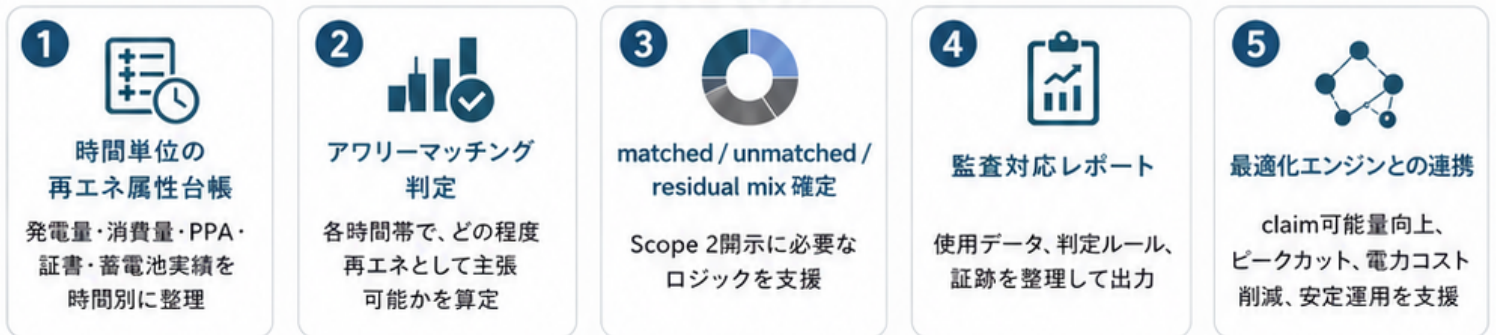 1
時間単位の
再エネ属性台帳
発電量・消費量・PPA・
証書・蓄電池実績を
時間別に整理
2
アワリーマッチング
判定
各時間帯で、どの程度
再エネとして主張
可能かを算定
3
matched / unmatched /
residual mix 確定
Scope 2開示に必要な
ロジックを支援
4
監査対応レポート
使用データ、判定ルール、
証跡を整理して出力
5
最適化エンジンとの連携
claim可能量向上、
ピークカット、電力コスト
削減、安定運用を支援